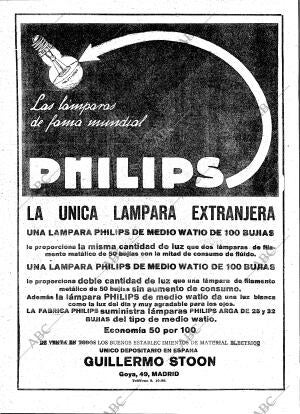 Las lámparas
de fama mundial
PHILIPS
LA UNICA LAMPARA EXTRANJERA
UNA LAMPARA PHILIPS DE MEDIO WATIO DE 100 BUJIAS
le proporciona la misma cantidad de luz que dos lámparas de fila-
mento metálico de 50 bujías con la mitad de consumo de flúido.
UNA LAMPARA PHILIPS DE MEDIO WATIO DE 100 BUJIAS
le proporciona doble cantidad de luz que una lámpara de filamento
metálico de 50 bujías sin aumento de consumo.
Además la lámpara PHILIPS de medio watio da una luz blanca
como la luz del día y muy agradable para los ojos.
LA FABRICA PHILIPS suministra lámparas PHILIPS ARGA DE 25 y 32
BUJIAS del tipo de medio watio.
Economía 50 por 100
DE VENTA EN TODOS LOS BUENOS ESTABLECIMIENTOS DE MATERIAL ELECTRICO
UNICO DEPOSITARIO EN ESPAÑA
GUILLERMO STOON
Goya, 49, MADRID
Teléfono S.